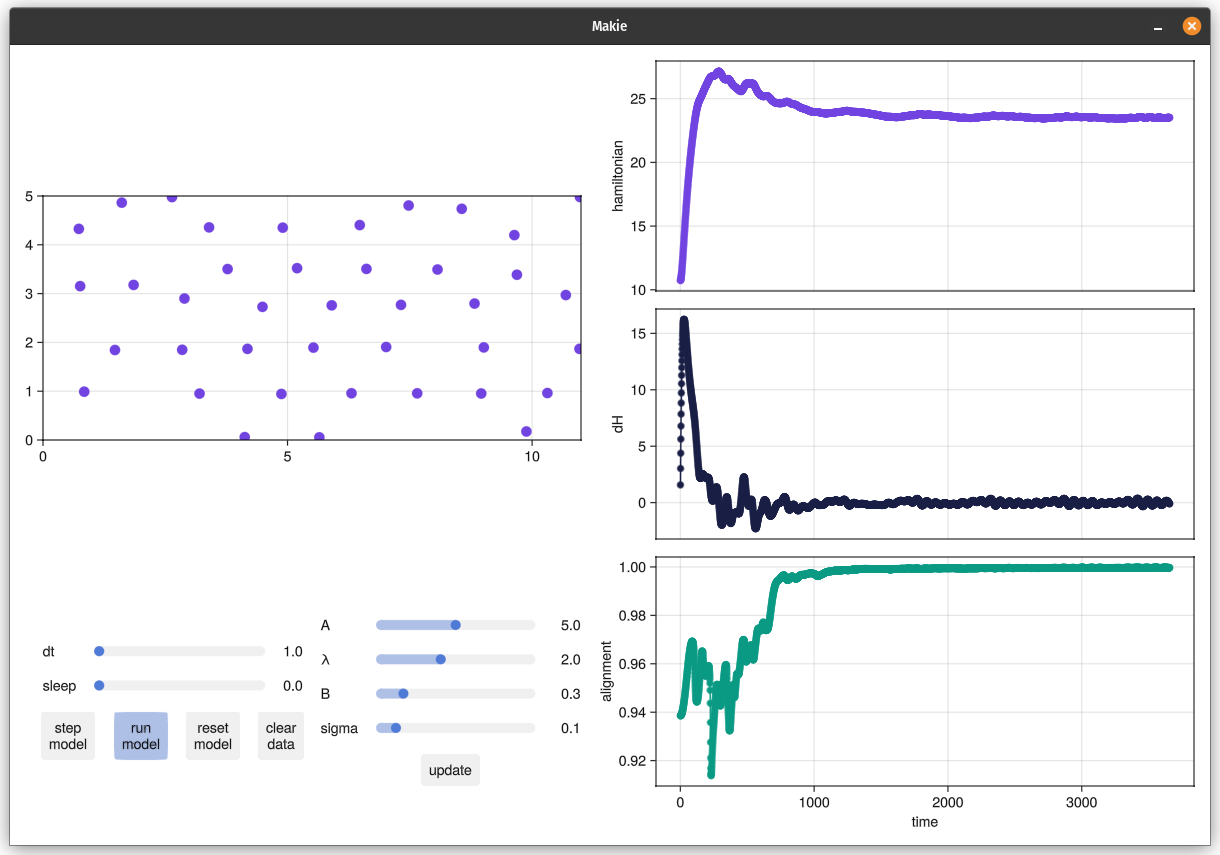 Makie
5
4
3
2
1
0
0
5
10
dt
1.0
sleep
0.0
step
model
run
model
reset
model
clear
data
A
5.0
λ
2.0
B
0.3
sigma
0.1
update
hamiltonian
25
20
15
10
dH
15
10
5
0
alignment
1.00
0.98
0.96
0.94
0.92
0
1000
2000
3000
time